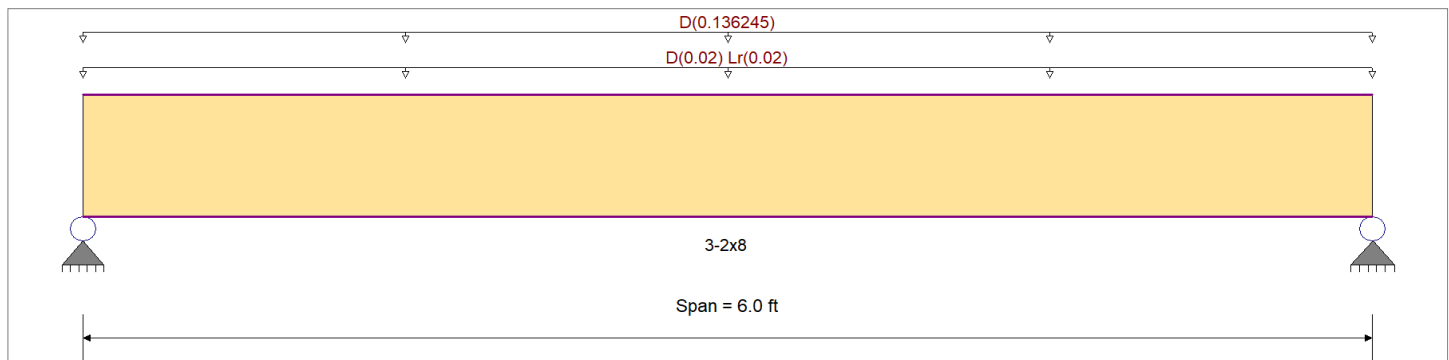 D(0.136245)
D(0.02) Lr(0.02)
3-2x8
Span = 6.0 ft